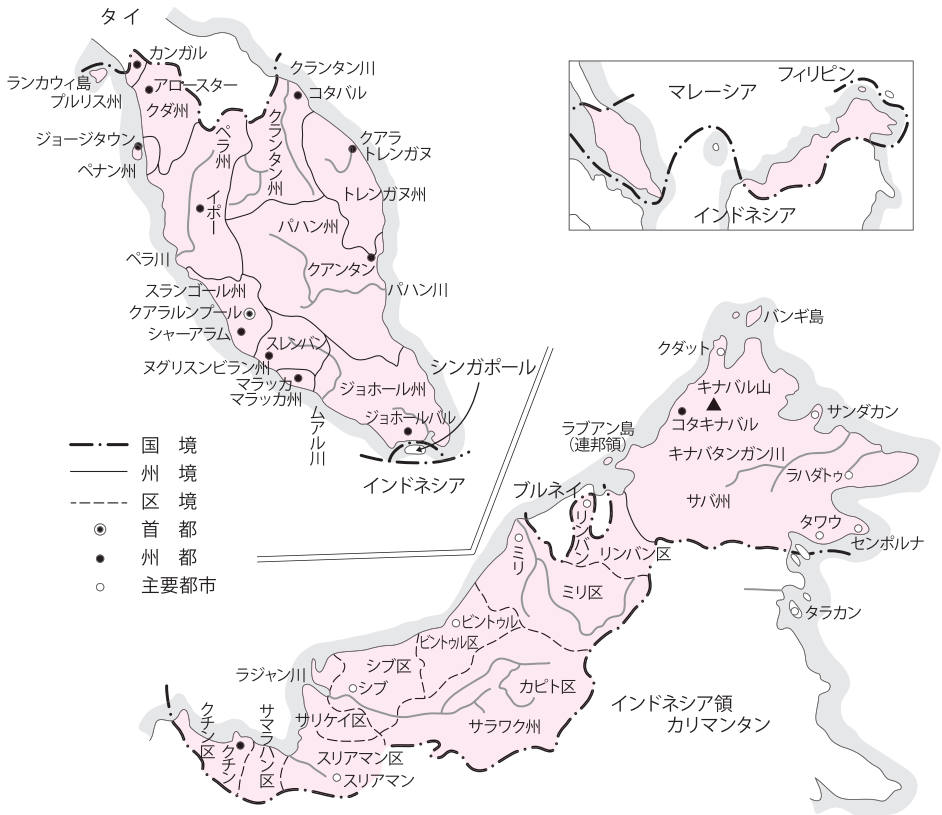 タイ
カンガル
ランカウィ島
プルリス州
アロースター
クダ州
クランタン川
コタバル
ジョージタウン
ペナン州
ペラ州
クランタン州
クアラ
トレンガヌ
トレンガヌ州
イポー
パハン州
ペラ川
クアンタン
パハン川
スランゴール州
クアラルンプール
シャーアラム
スレンバン
ヌグリスンビラン州
マラッカ
マラッカ州
ジョホール州
シンガポール
ジョホールバル
ムアル川
インドネシア
フィリピン
マレーシア
インドネシア
国境
州境
区境
首都
州都
主要都市
バンギ島
クダット
キナバル山
コタキナバル
サンダカン
ラブアン島
(連邦領)
キナバタンガン川
ラハダトゥ
サバ州
タワウ
センポルナ
ブルネイ
リンバン
リンバン区
ミリ
ミリ区
タラカン
ビントゥル
ビントゥル区
シブ区
シブ
ラジャン川
カピト区
サリケイ区
サラワク州
インドネシア領
カリマンタン
クチン区
クチン
サマラハン区
スリアマン区
スリアマン